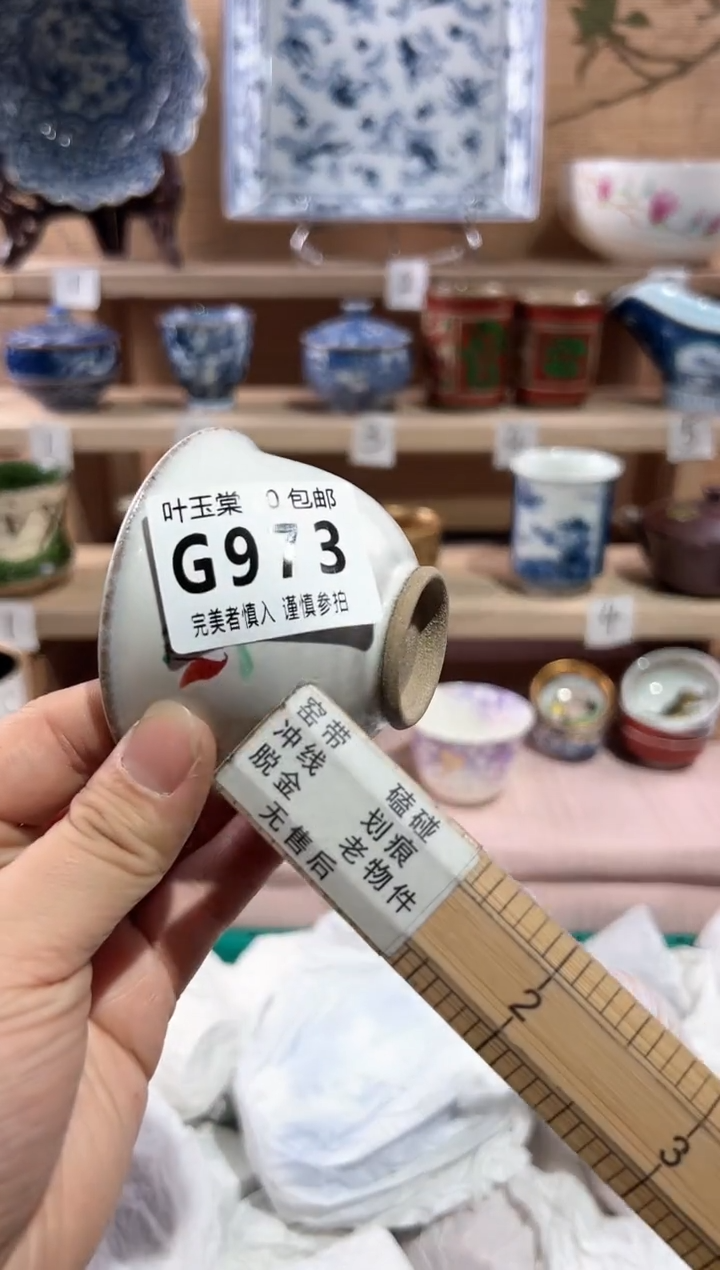 叶玉棠 0 包邮
G973
完美者慎入 谨慎参拍
窑带 磕碰
冲线 划痕
脱金 老物件
无售后
2
3